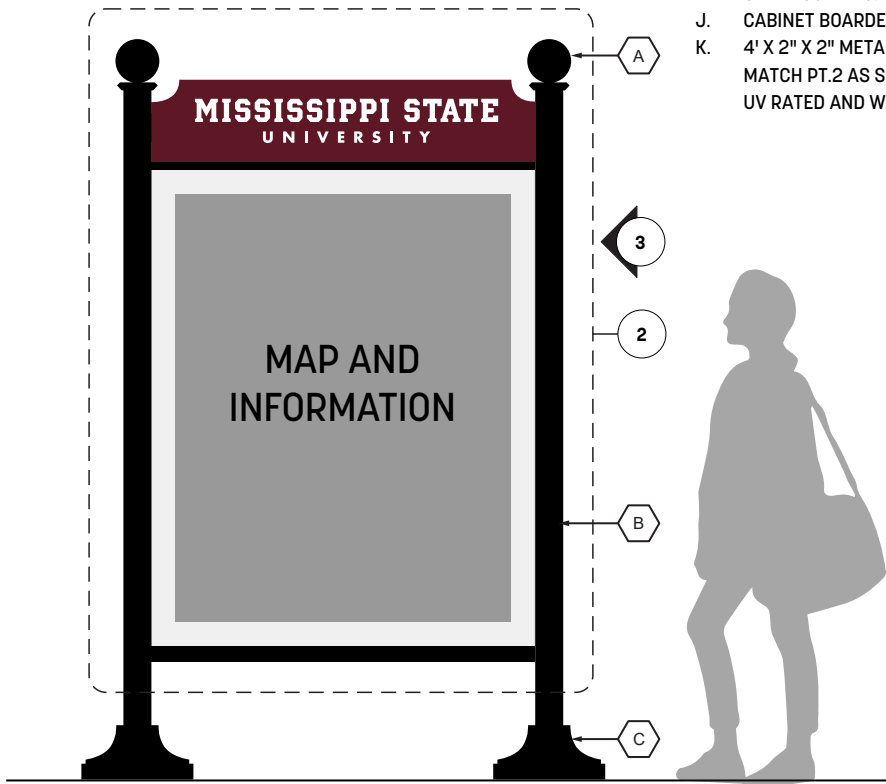 J. CABINET BOARDE
K. 4' X 2" X 2" META
MATCH PT.2 AS S
UV RATED AND W
A
MISSISSIPPI STATE
UNIVERSITY
3
2
MAP AND
INFORMATION
B
C